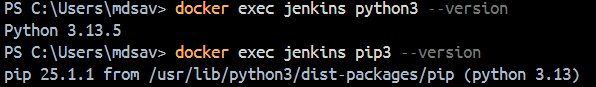 PS C:\Users\mdsav> docker exec jenkins python3 --version
Python 3.13.5
PS C:\Users\mdsav> docker exec jenkins pip3 --version
pip 25.1.1 from /usr/lib/python3/dist-packages/pip (python 3.13)